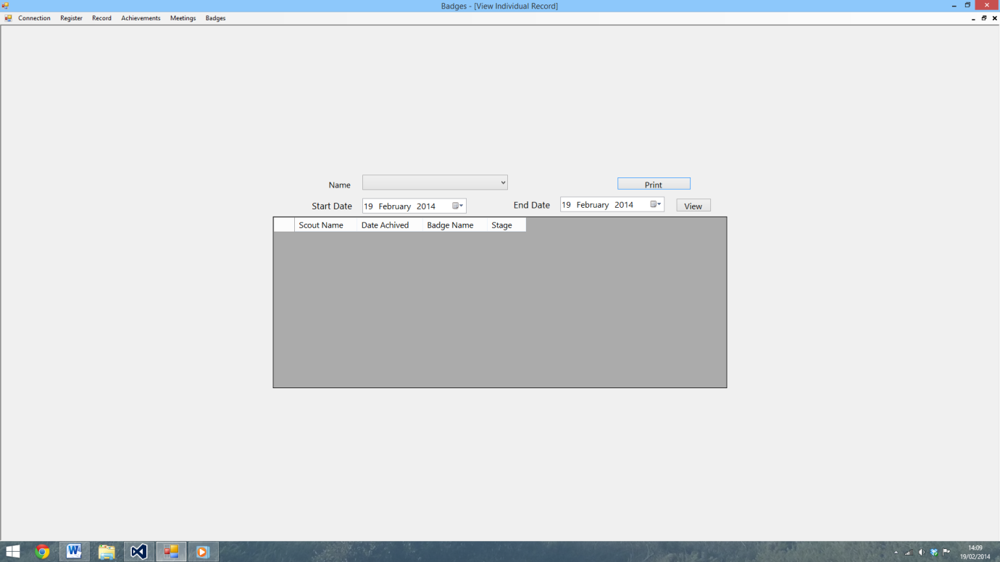 Badges - [View Individual Record]
Connection Register Record Achievements Meetings Badges
Name Print
Start Date 19 February 2014 End Date 19 February 2014 View
Scout Name Date Achived Badge Name Stage
14:09
19/02/2014